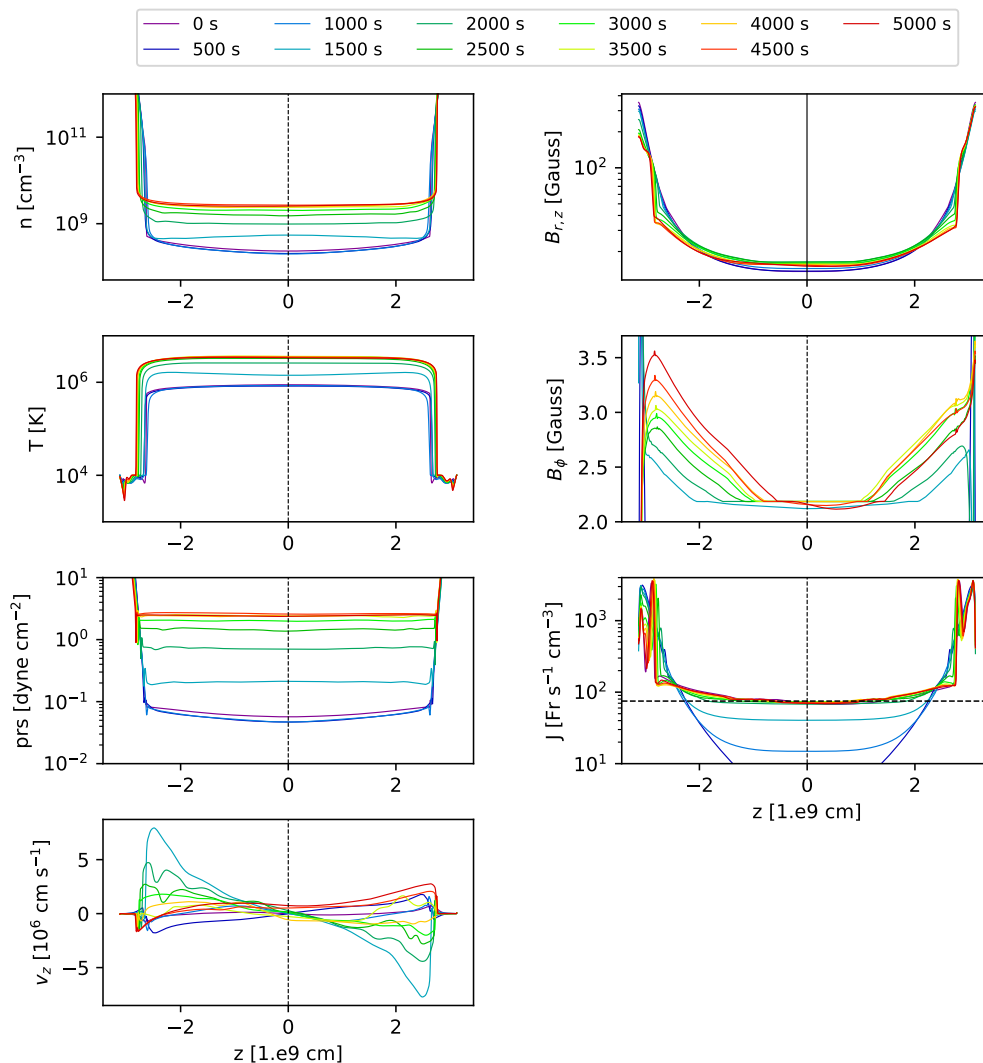 0 s 1000 s 2000 s 3000 s 4000 s 5000 s
500 s 1500 s 2500 s 3500 s 4500 s
n [cm⁻³]
10¹¹
10⁹
−2 0 2
B_{r,z} [Gauss]
10²
−2 0 2
T [K]
10⁶
10⁴
−2 0 2
B_ϕ [Gauss]
3.5
3.0
2.5
2.0
−2 0 2
prs [dyne cm⁻²]
10¹
10⁰
10⁻¹
10⁻²
−2 0 2
J [Fr s⁻¹ cm⁻³]
10³
10²
10¹
−2 0 2
z [1.e9 cm]
v_z [10⁶ cm s⁻¹]
5
0
−5
−2 0 2
z [1.e9 cm]